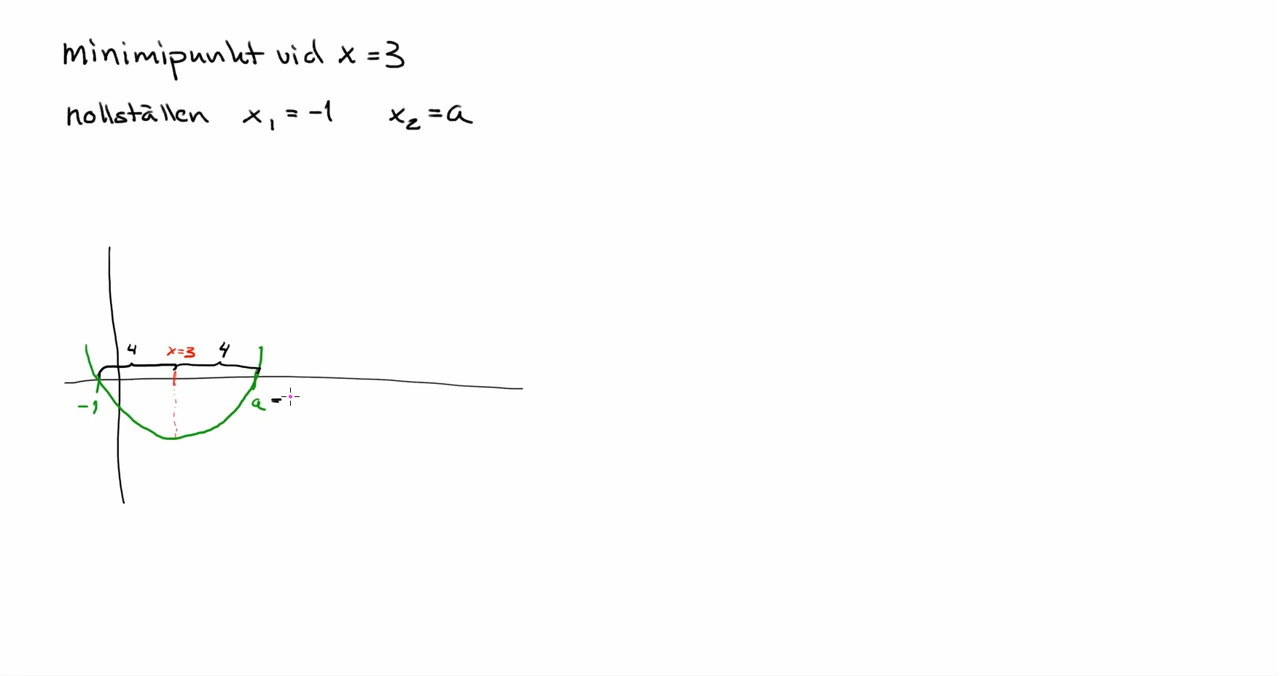 minimipunkt vid x = 3
nollställen x₁ = -1 x₂ = a
4 x=3 4
-1 a =